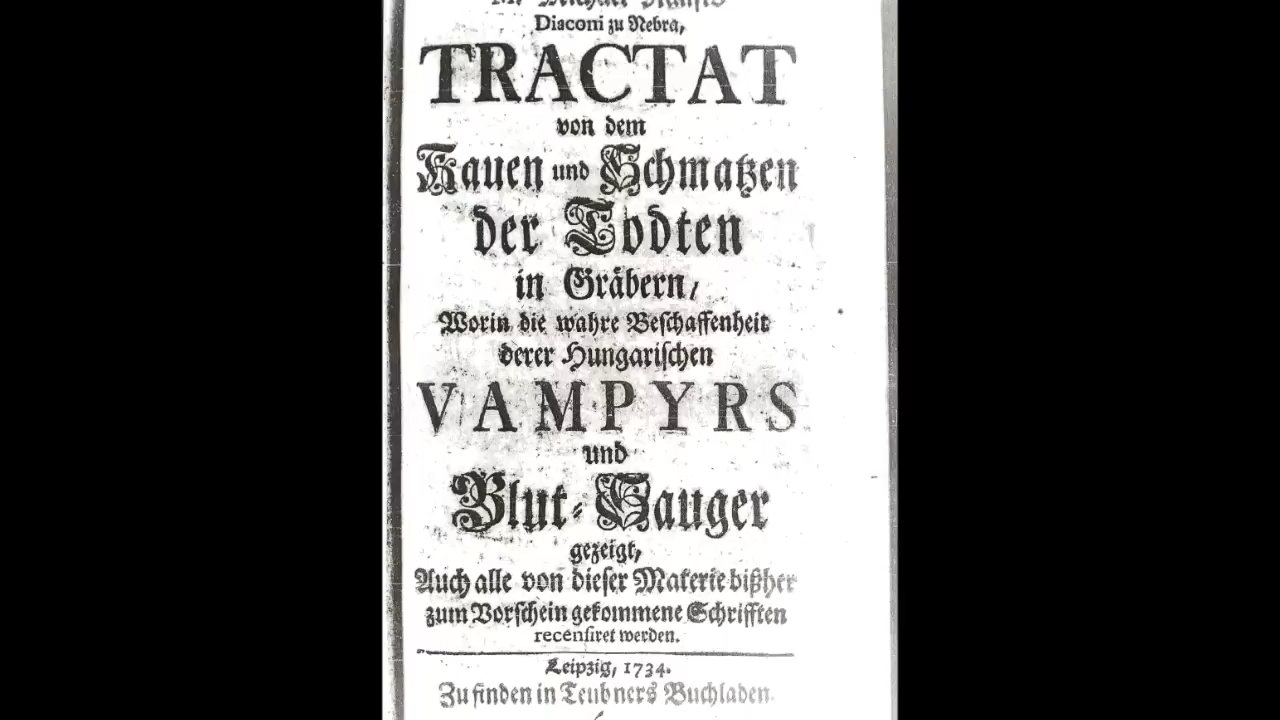 Diaconi zu Nebra,
TRACTAT
von dem
Kauen und Schmatzen
der Todten
in Gräbern,
Worin die wahre Beschaffenheit
derer Hungarischen
VAMPYRS
und
Blut-Sauger
gezeigt,
Auch alle von dieser Materie bißher
zum Vorschein gekommene Schrifften
recensiret werden.
Leipzig, 1734.
Zu finden in Teubners Buchladen.